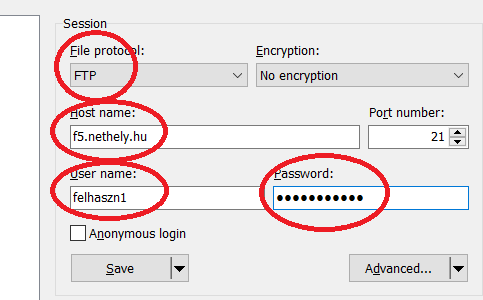 Session
File protocol: Encryption:
FTP No encryption
Host name: Port number:
f5.nethely.hu 21
User name: Password:
felhaszn1 ●●●●●●●●●●●
Anonymous login
Save Advanced...